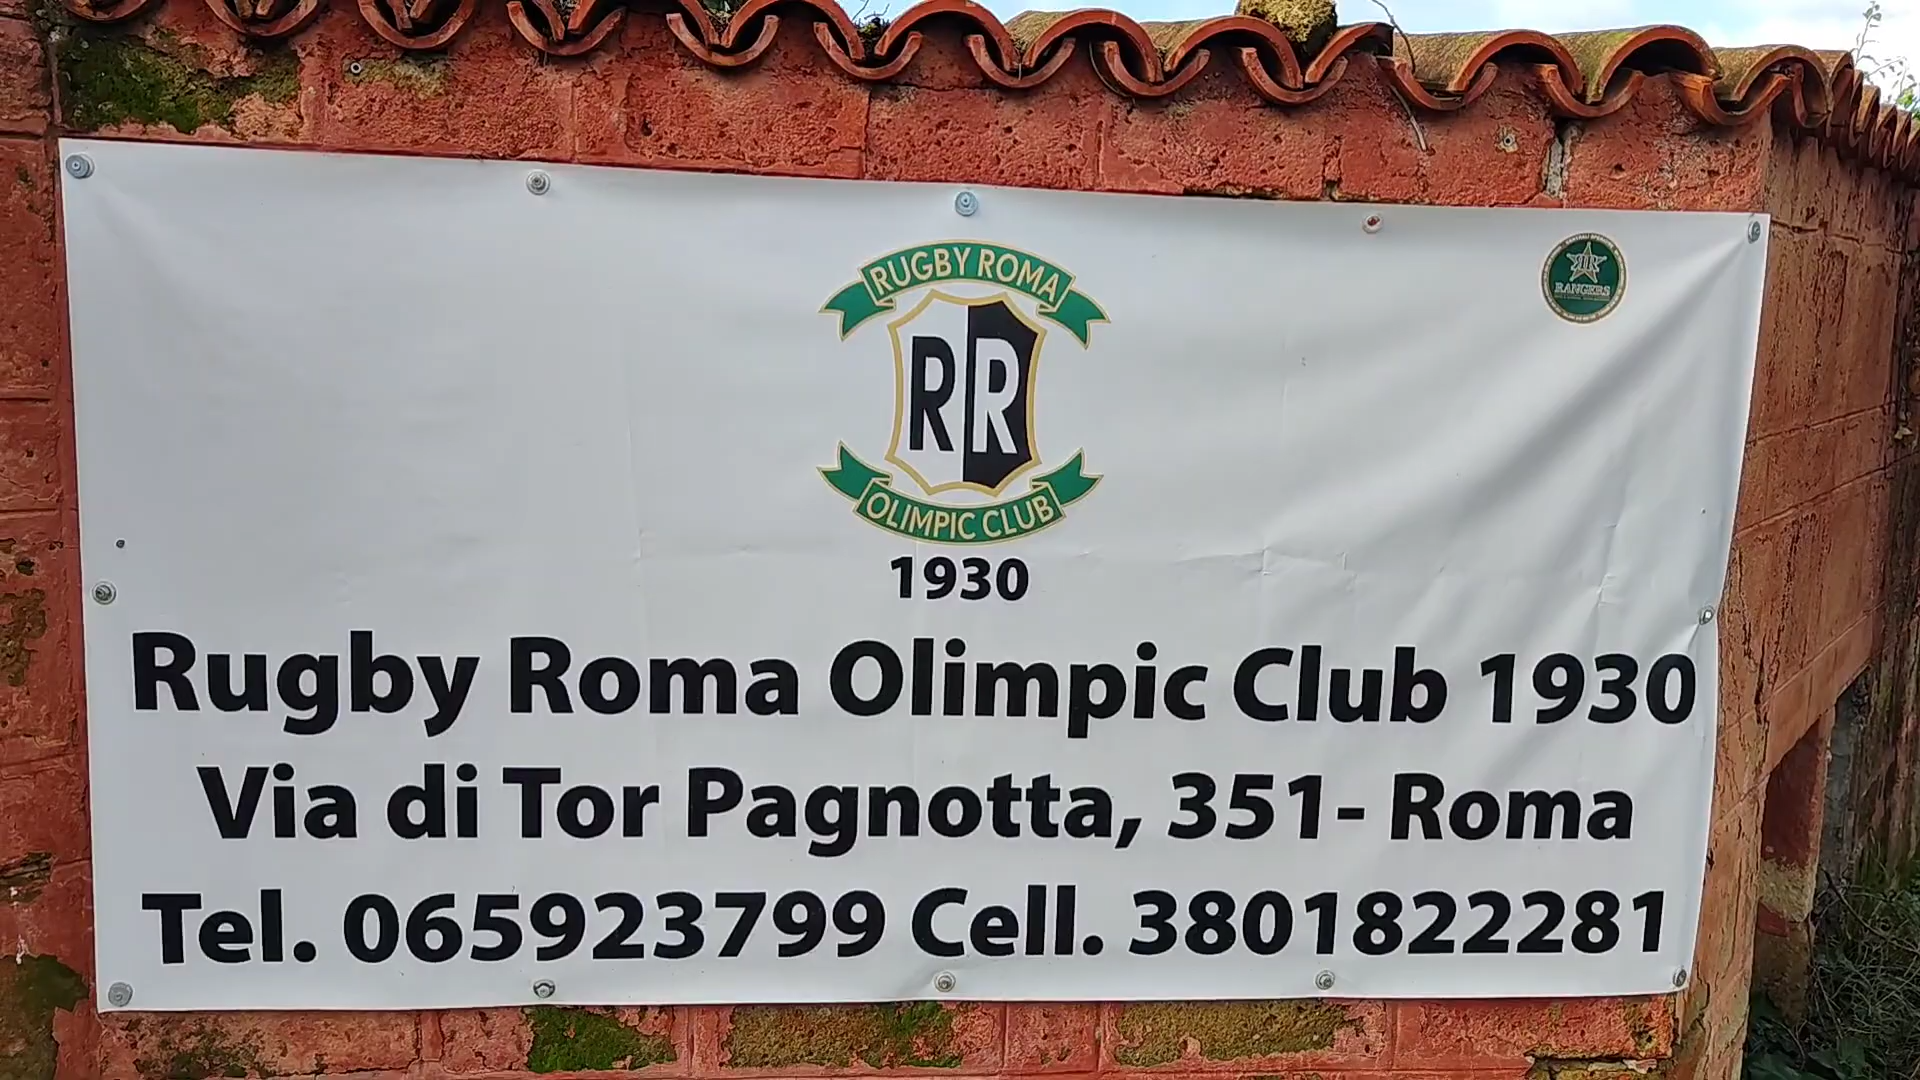 RUGBY ROMA
RR
OLIMPIC CLUB
1930
RR
RANGERS
Rugby Roma Olimpic Club 1930
Via di Tor Pagnotta, 351- Roma
Tel. 065923799 Cell. 3801822281